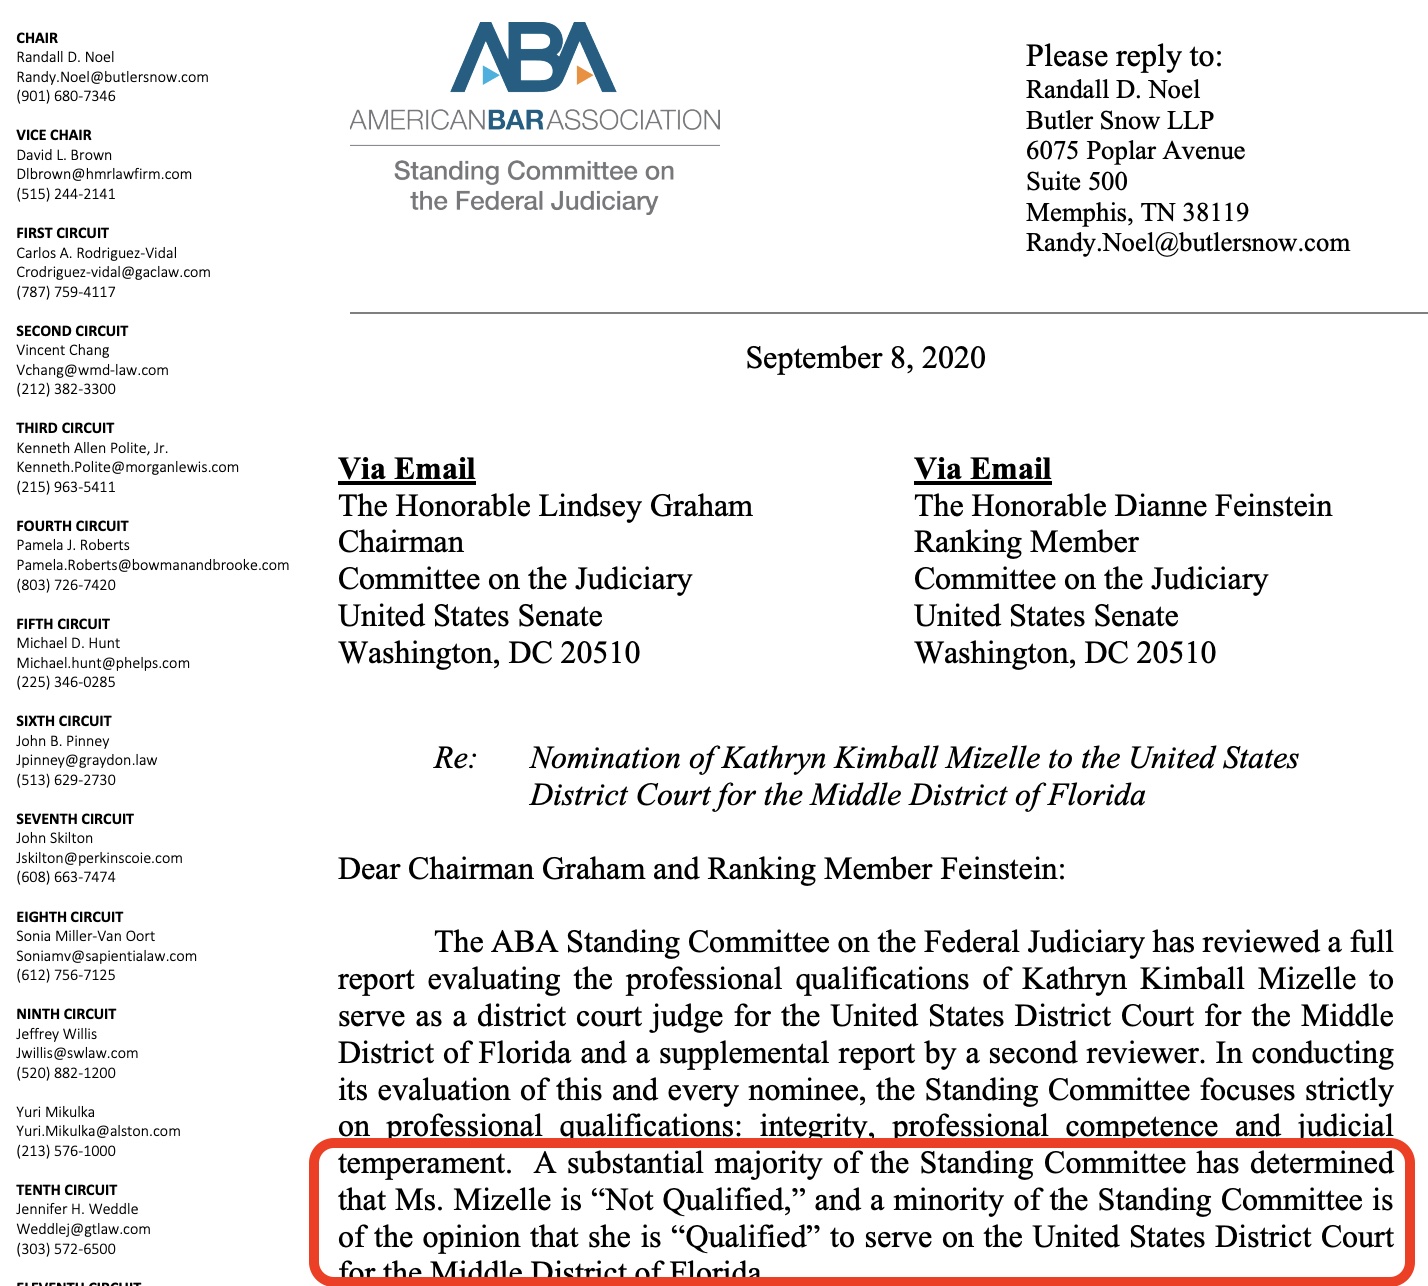 CHAIR
Randall D. Noel
Randy.Noel@butlersnow.com
(901) 680-7346
VICE CHAIR
David L. Brown
Dlbrown@hmrlawfirm.com
(515) 244-2141
FIRST CIRCUIT
Carlos A. Rodriguez-Vidal
Crodriguez-vidal@gaclaw.com
(787) 759-4117
SECOND CIRCUIT
Vincent Chang
Vchang@wmd-law.com
(212) 382-3300
THIRD CIRCUIT
Kenneth Allen Polite, Jr.
Kenneth.Polite@morganlewis.com
(215) 963-5411
FOURTH CIRCUIT
Pamela J. Roberts
Pamela.Roberts@bowmanandbrooke.com
(803) 726-7420
FIFTH CIRCUIT
Michael D. Hunt
Michael.hunt@phelps.com
(225) 346-0285
SIXTH CIRCUIT
John B. Pinney
Jpinney@graydon.law
(513) 629-2730
SEVENTH CIRCUIT
John Skilton
Jskilton@perkinscoie.com
(608) 663-7474
EIGHTH CIRCUIT
Sonia Miller-Van Oort
Soniamv@sapientialaw.com
(612) 756-7125
NINTH CIRCUIT
Jeffrey Willis
Jwillis@swlaw.com
(520) 882-1200
Yuri Mikulka
Yuri.Mikulka@alston.com
(213) 576-1000
TENTH CIRCUIT
Jennifer H. Weddle
Weddlej@gtlaw.com
(303) 572-6500
ELEVENTH CIRCUIT
ABA
AMERICANBARASSOCIATION
Standing Committee on
the Federal Judiciary
Please reply to:
Randall D. Noel
Butler Snow LLP
6075 Poplar Avenue
Suite 500
Memphis, TN 38119
Randy.Noel@butlersnow.com
September 8, 2020
Via Email
The Honorable Lindsey Graham
Chairman
Committee on the Judiciary
United States Senate
Washington, DC 20510
Via Email
The Honorable Dianne Feinstein
Ranking Member
Committee on the Judiciary
United States Senate
Washington, DC 20510
Re: Nomination of Kathryn Kimball Mizelle to the United States
District Court for the Middle District of Florida
Dear Chairman Graham and Ranking Member Feinstein:
The ABA Standing Committee on the Federal Judiciary has reviewed a full
report evaluating the professional qualifications of Kathryn Kimball Mizelle to
serve as a district court judge for the United States District Court for the Middle
District of Florida and a supplemental report by a second reviewer. In conducting
its evaluation of this and every nominee, the Standing Committee focuses strictly
on professional qualifications: integrity, professional competence and judicial
temperament. A substantial majority of the Standing Committee has determined
that Ms. Mizelle is “Not Qualified,” and a minority of the Standing Committee is
of the opinion that she is “Qualified” to serve on the United States District Court
for the Middle District of Florida.